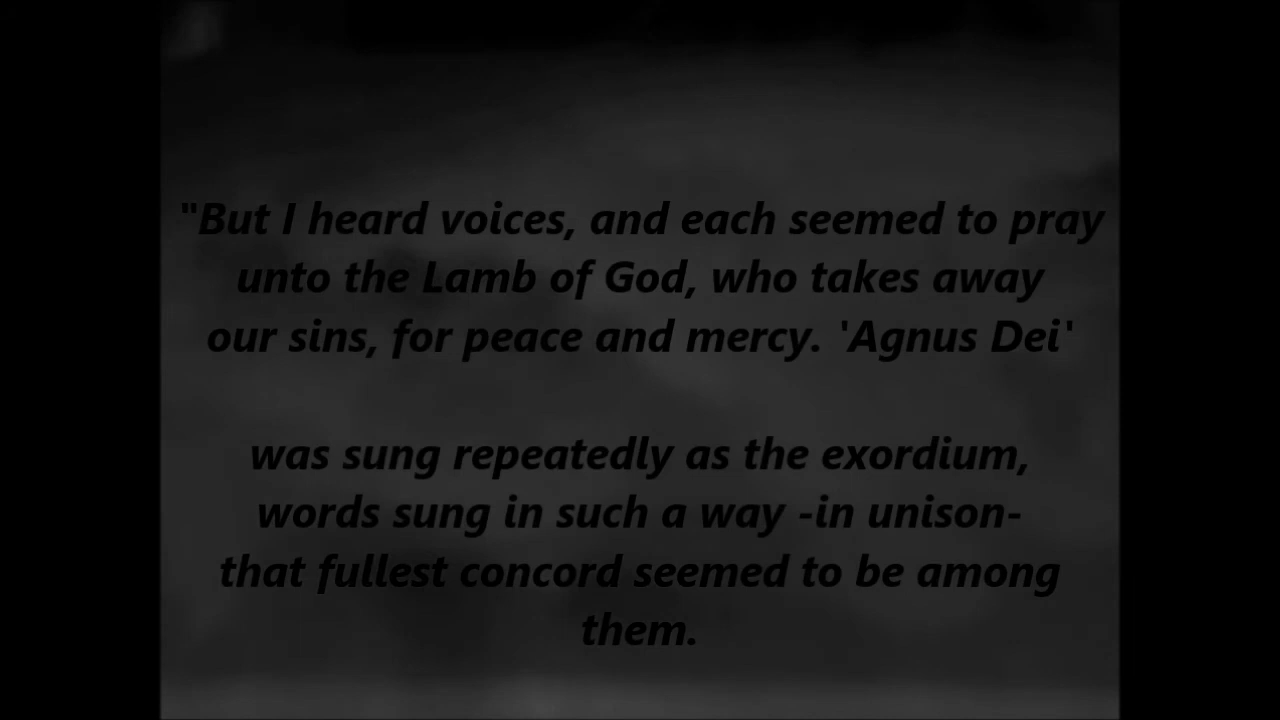 "But I heard voices, and each seemed to pray
unto the Lamb of God, who takes away
our sins, for peace and mercy. 'Agnus Dei'
was sung repeatedly as the exordium,
words sung in such a way -in unison-
that fullest concord seemed to be among
them.